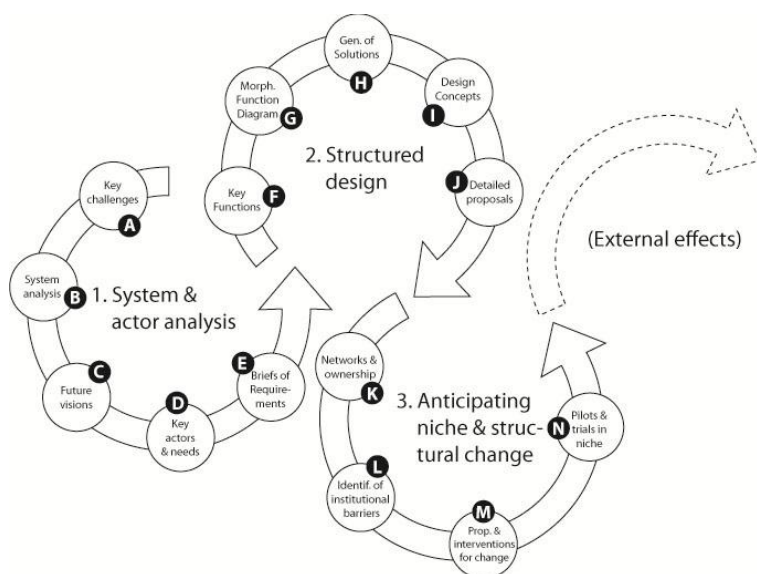 1. System &
actor analysis
Key
challenges
A
System
analysis
B
Future
visions
C
Key
actors
& needs
D
Briefs of
Require-
ments
E
2. Structured
design
Key
Functions
F
Morph.
Function
Diagram
G
Gen. of
Solutions
H
Design
Concepts
I
Detailed
proposals
J
3. Anticipating
niche & struc-
tural change
Networks &
ownership
K
Identif. of
institutional
barriers
L
Prop. &
interventions
for change
M
Pilots &
trials in
niche
N
(External effects)